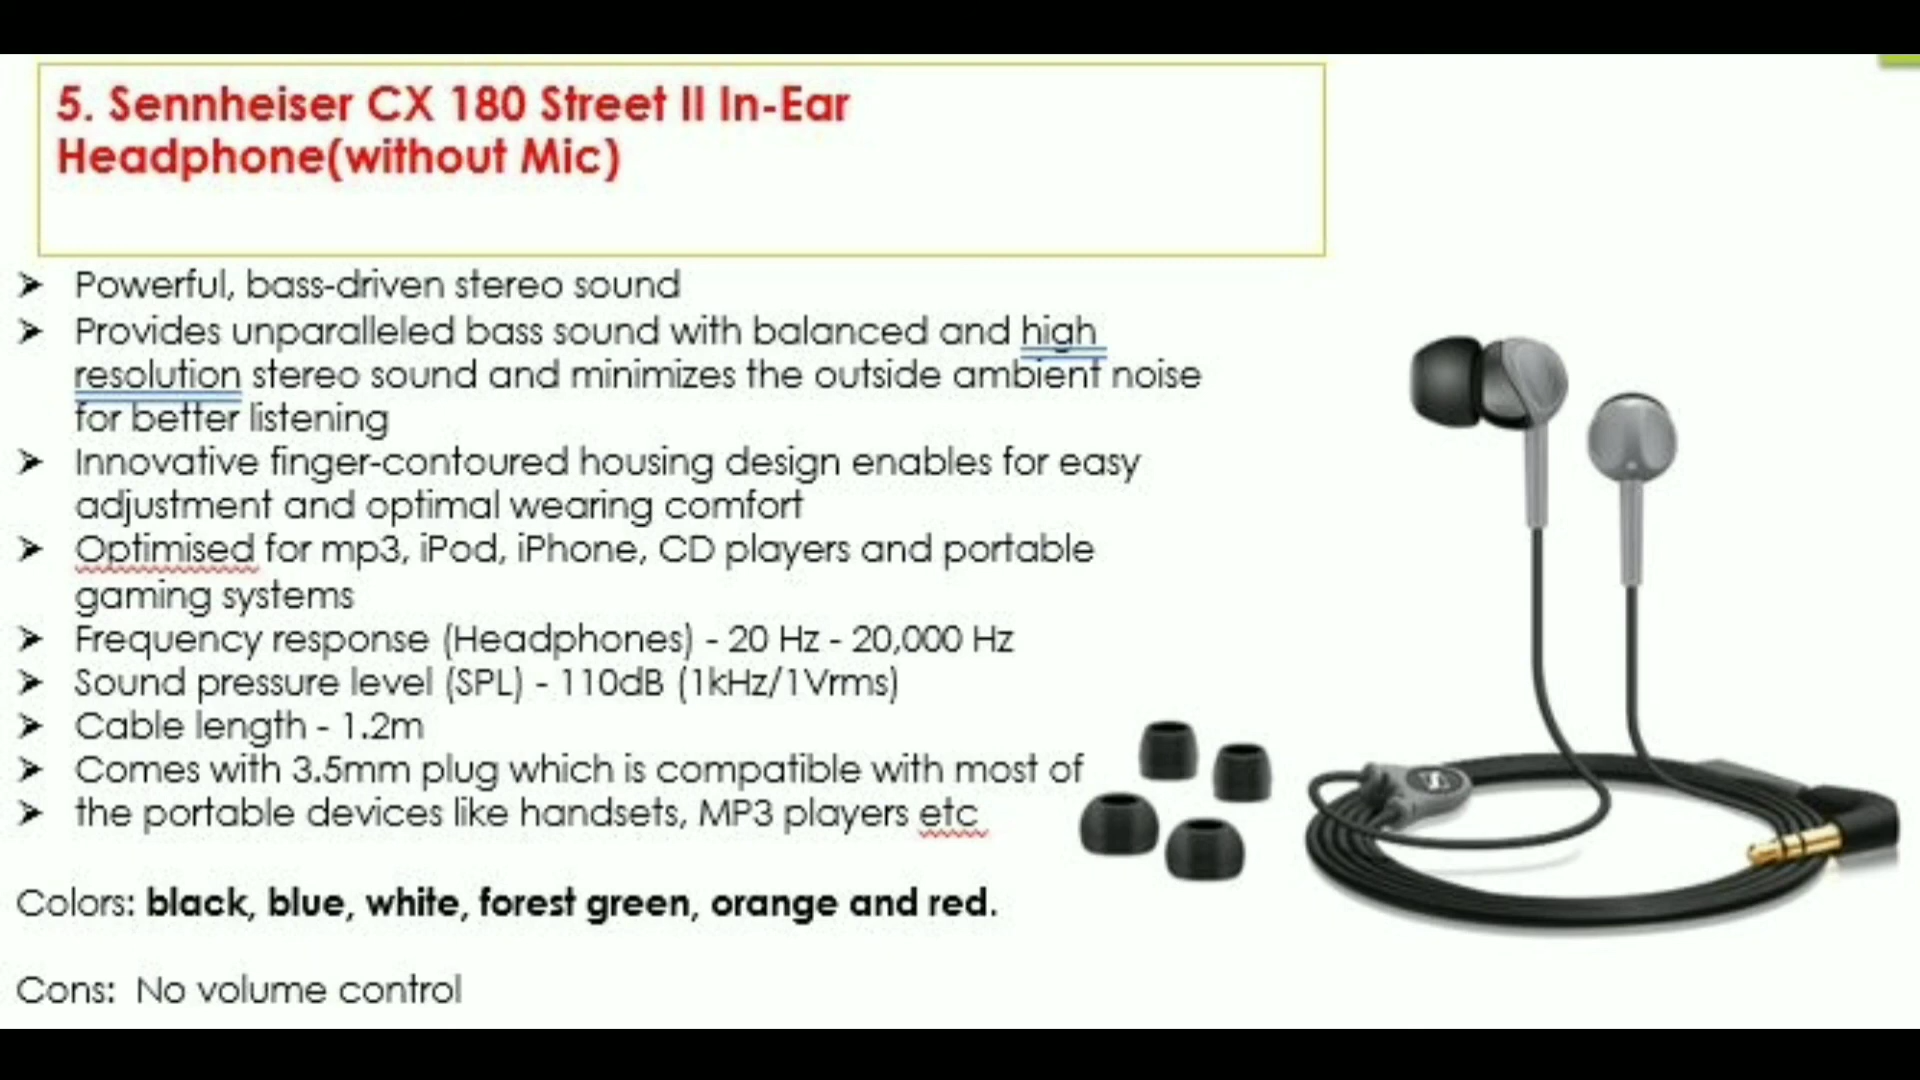 5. Sennheiser CX 180 Street II In-Ear
Headphone(without Mic)
➤ Powerful, bass-driven stereo sound
➤ Provides unparalleled bass sound with balanced and high
resolution stereo sound and minimizes the outside ambient noise
for better listening
➤ Innovative finger-contoured housing design enables for easy
adjustment and optimal wearing comfort
➤ Optimised for mp3, iPod, iPhone, CD players and portable
gaming systems
➤ Frequency response (Headphones) - 20 Hz - 20,000 Hz
➤ Sound pressure level (SPL) - 110dB (1kHz/1Vrms)
➤ Cable length - 1.2m
➤ Comes with 3.5mm plug which is compatible with most of
➤ the portable devices like handsets, MP3 players etc
Colors: black, blue, white, forest green, orange and red.
Cons: No volume control